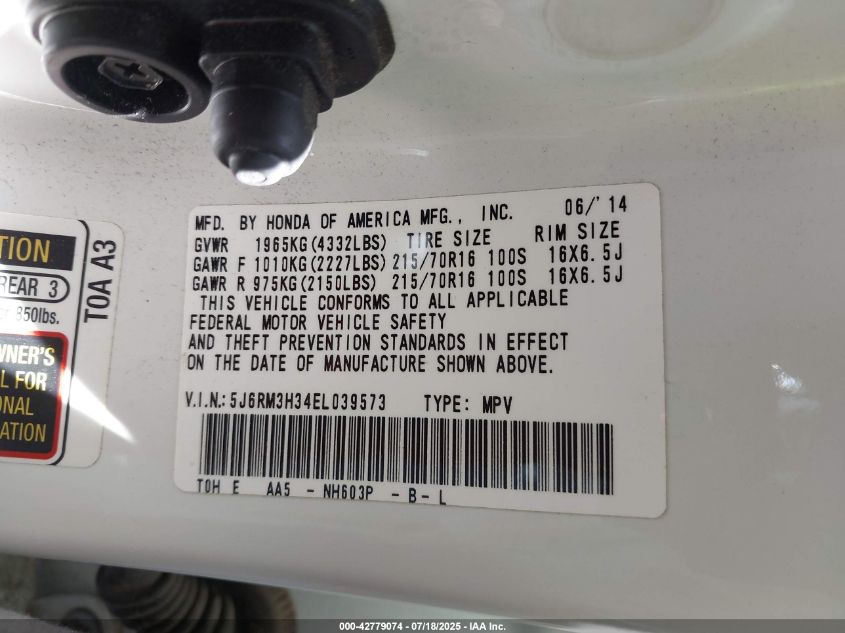 MFD. BY HONDA OF AMERICA MFG., INC. 06/'14
GVWR 1965KG(4332LBS) TIRE SIZE RIM SIZE
GAWR F 1010KG(2227LBS) 215/70R16 100S 16X6.5J
GAWR R 975KG(2150LBS) 215/70R16 100S 16X6.5J
THIS VEHICLE CONFORMS TO ALL APPLICABLE
FEDERAL MOTOR VEHICLE SAFETY
AND THEFT PREVENTION STANDARDS IN EFFECT
ON THE DATE OF MANUFACTURE SHOWN ABOVE.
V.I.N.: 5J6RM3H34EL039573 TYPE: MPV
TOH E AA5 - NH603P - B - L
TION
REAR 3
850lbs.
TOA A3
WNER'S
L FOR
ONAL
ATION
000-42779074 - 07/18/2025 - IAA Inc.